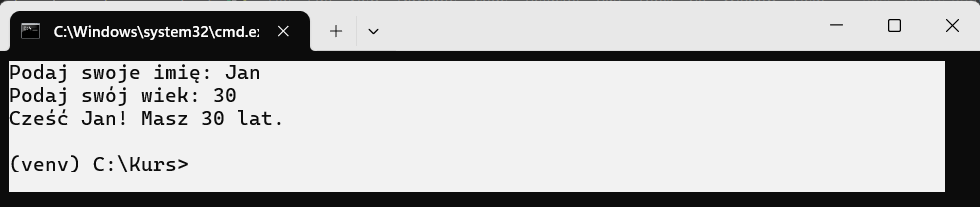 C:\Windows\system32\cmd.e
Podaj swoje imię: Jan
Podaj swój wiek: 30
Cześć Jan! Masz 30 lat.
(venv) C:\Kurs>